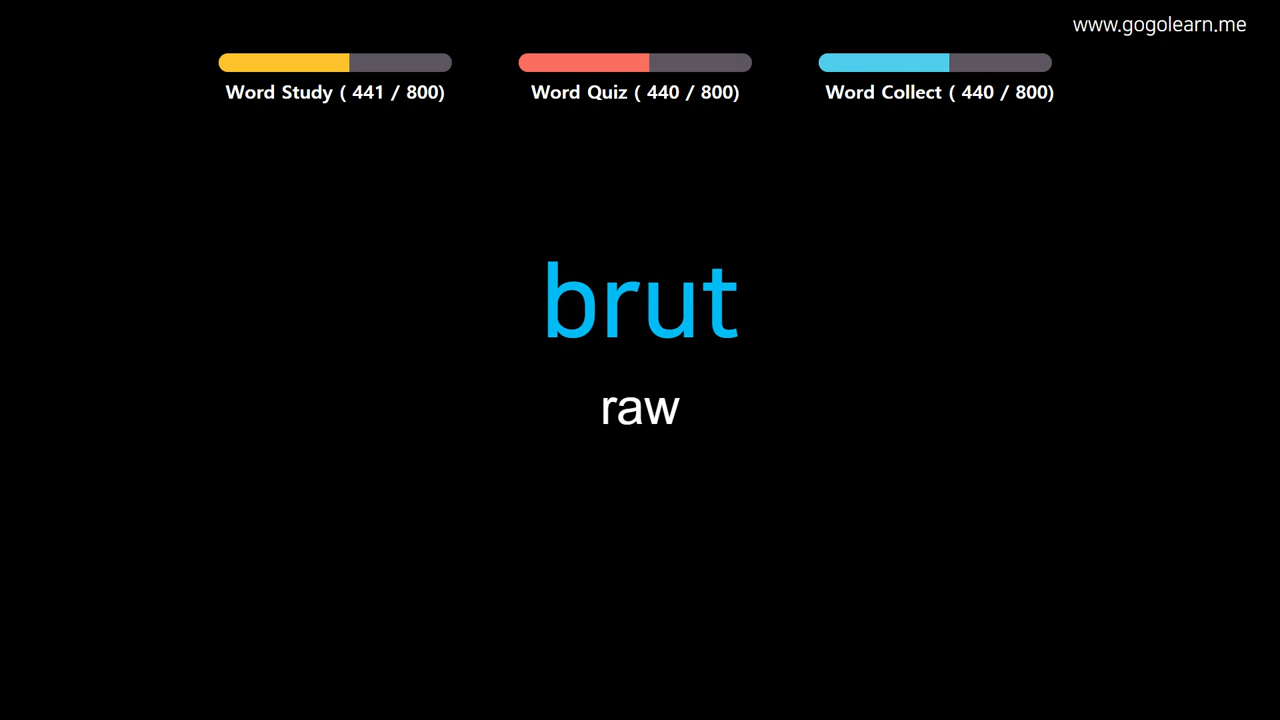 www.gogolearn.me
Word Study ( 441 / 800)
Word Quiz ( 440 / 800)
Word Collect ( 440 / 800)
brut
raw